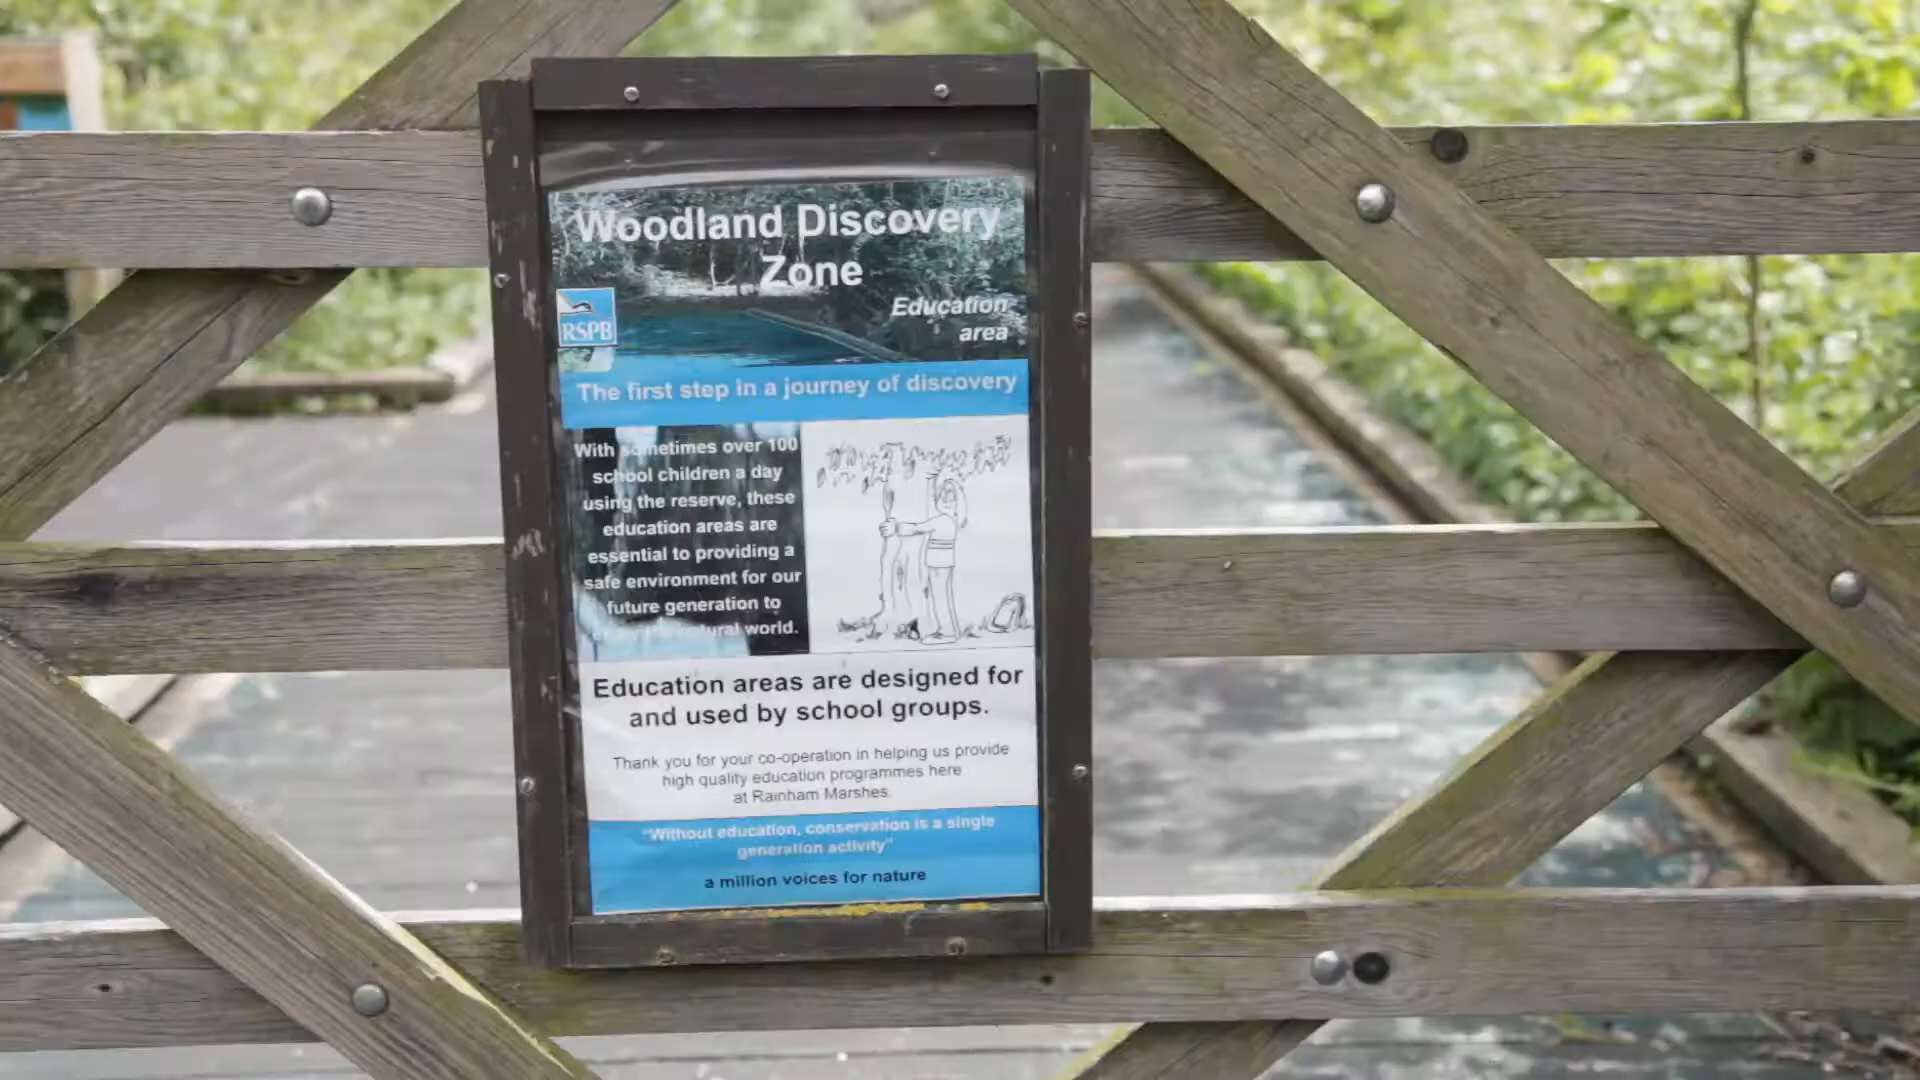 Woodland Discovery
Zone
Education
area
RSPB
The first step in a journey of discovery
With sometimes over 100
school children a day
using the reserve, these
education areas are
essential to providing a
safe environment for our
future generation to
natural world.
Education areas are designed for
and used by school groups.
Thank you for your co-operation in helping us provide
high quality education programmes here
at Rainham Marshes.
"Without education, conservation is a single
generation activity"
a million voices for nature